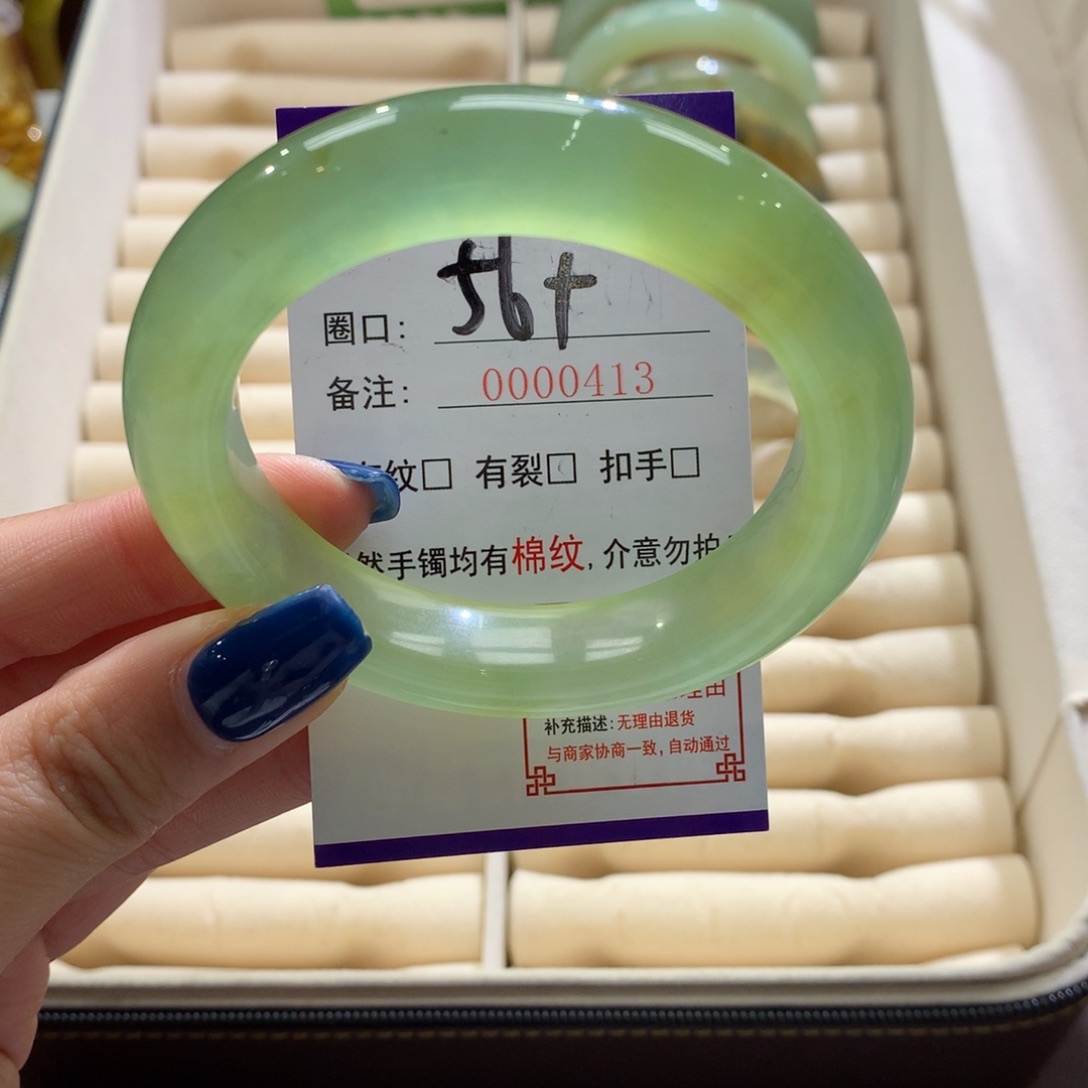 圈口: 56+
备注: 0000413
纹□ 有裂□ 扣手□
然手镯均有棉纹, 介意勿拍
理由
补充描述: 无理由退货
与商家协商一致, 自动通过